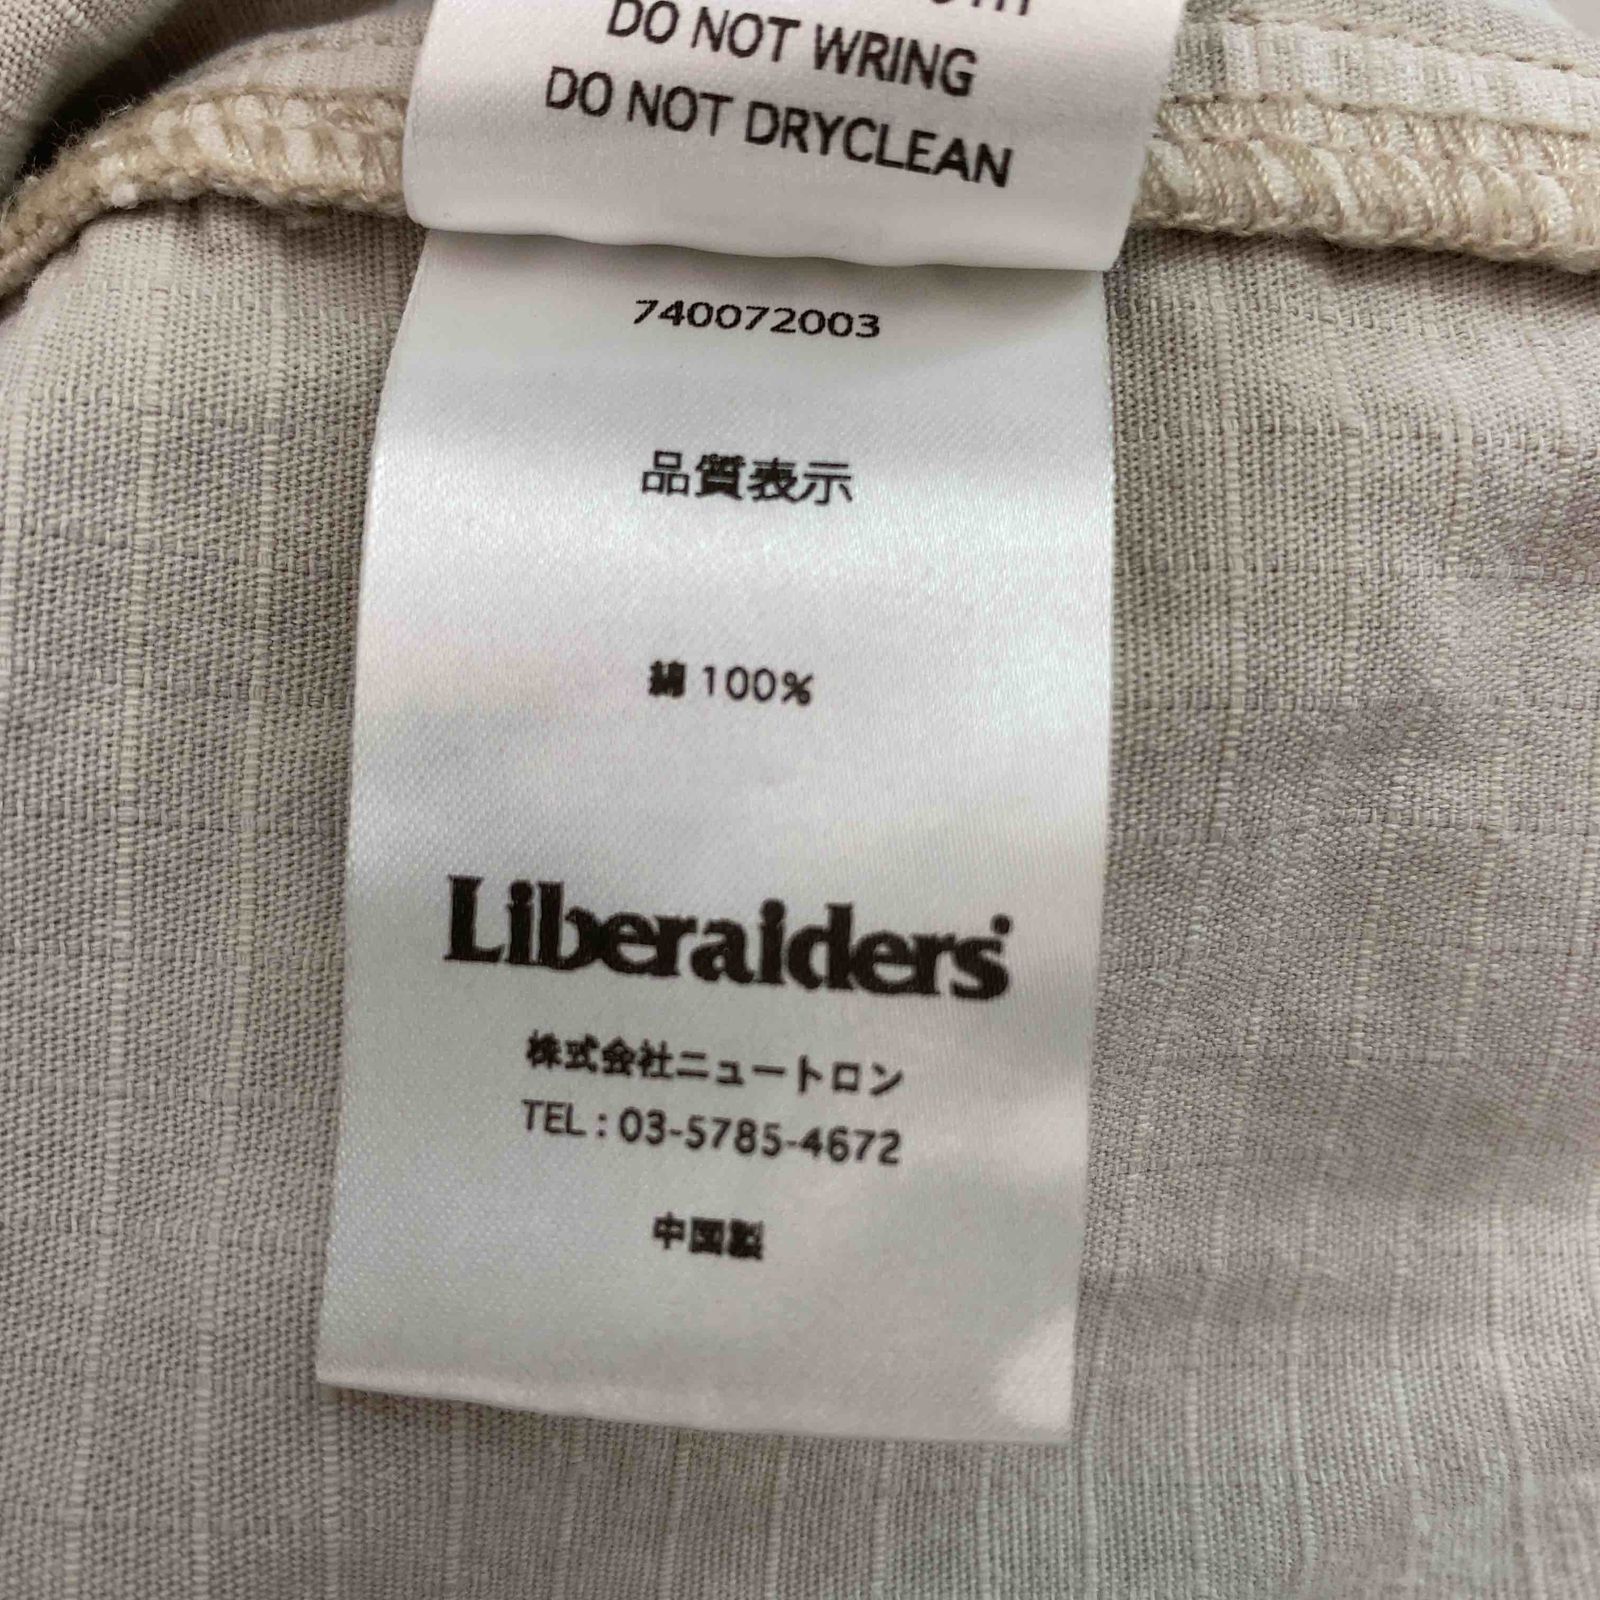 DO NOT WRING
DO NOT DRYCLEAN
740072003
品質表示
綿 100%
Liberaiders
株式会社ニュートロン
TEL : 03-5785-4672
中国製